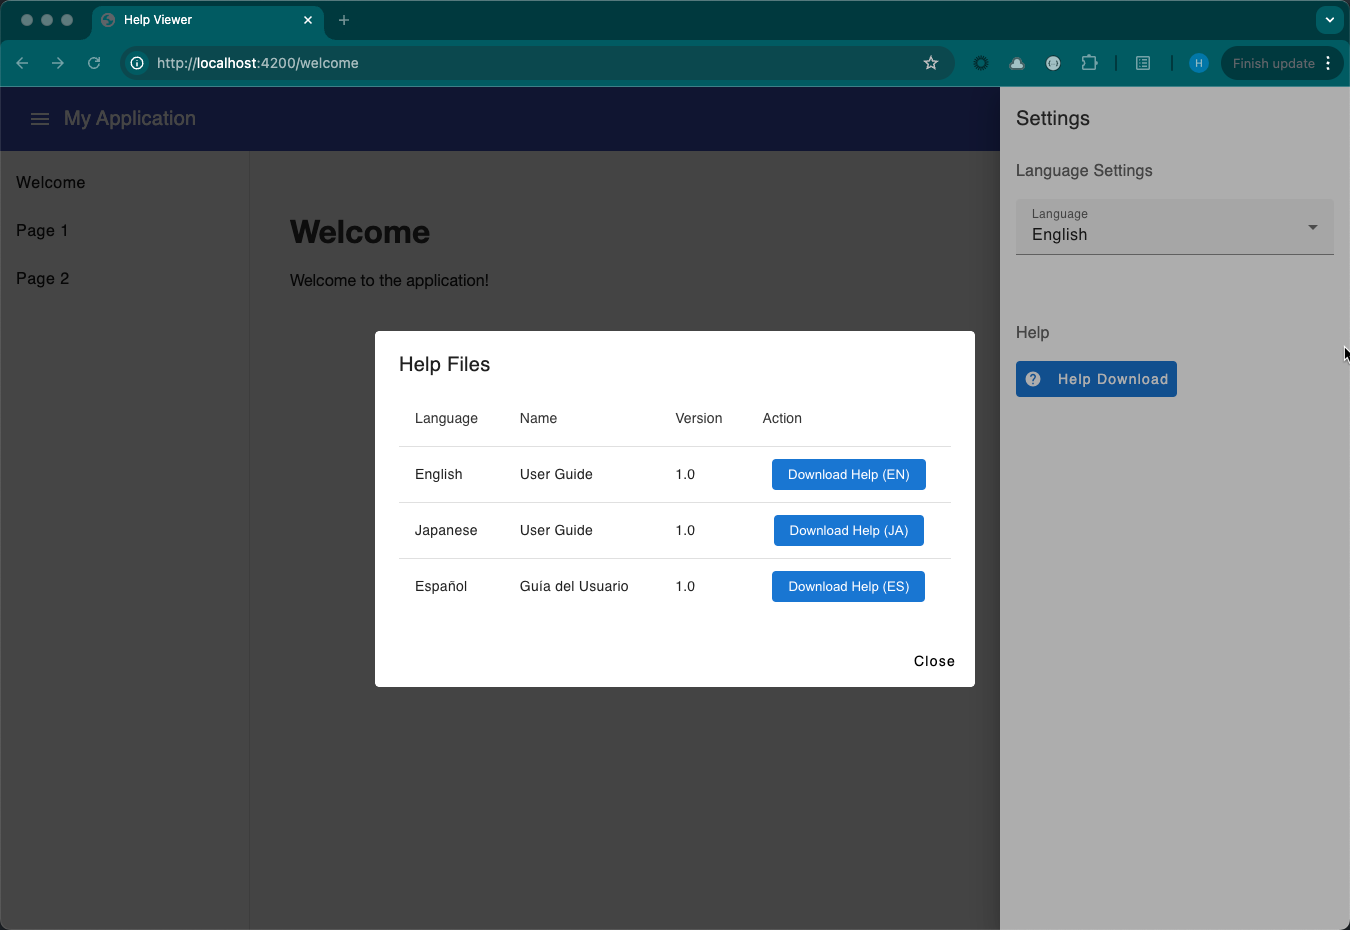 Help Viewer
http://localhost:4200/welcome
H
Finish update
My Application
Settings
Welcome
Page 1
Page 2
Welcome
Welcome to the application!
Language Settings
Language
English
Help
Help Download
Help Files
Language Name Version Action
English User Guide 1.0 Download Help (EN)
Japanese User Guide 1.0 Download Help (JA)
Español Guía del Usuario 1.0 Download Help (ES)
Close